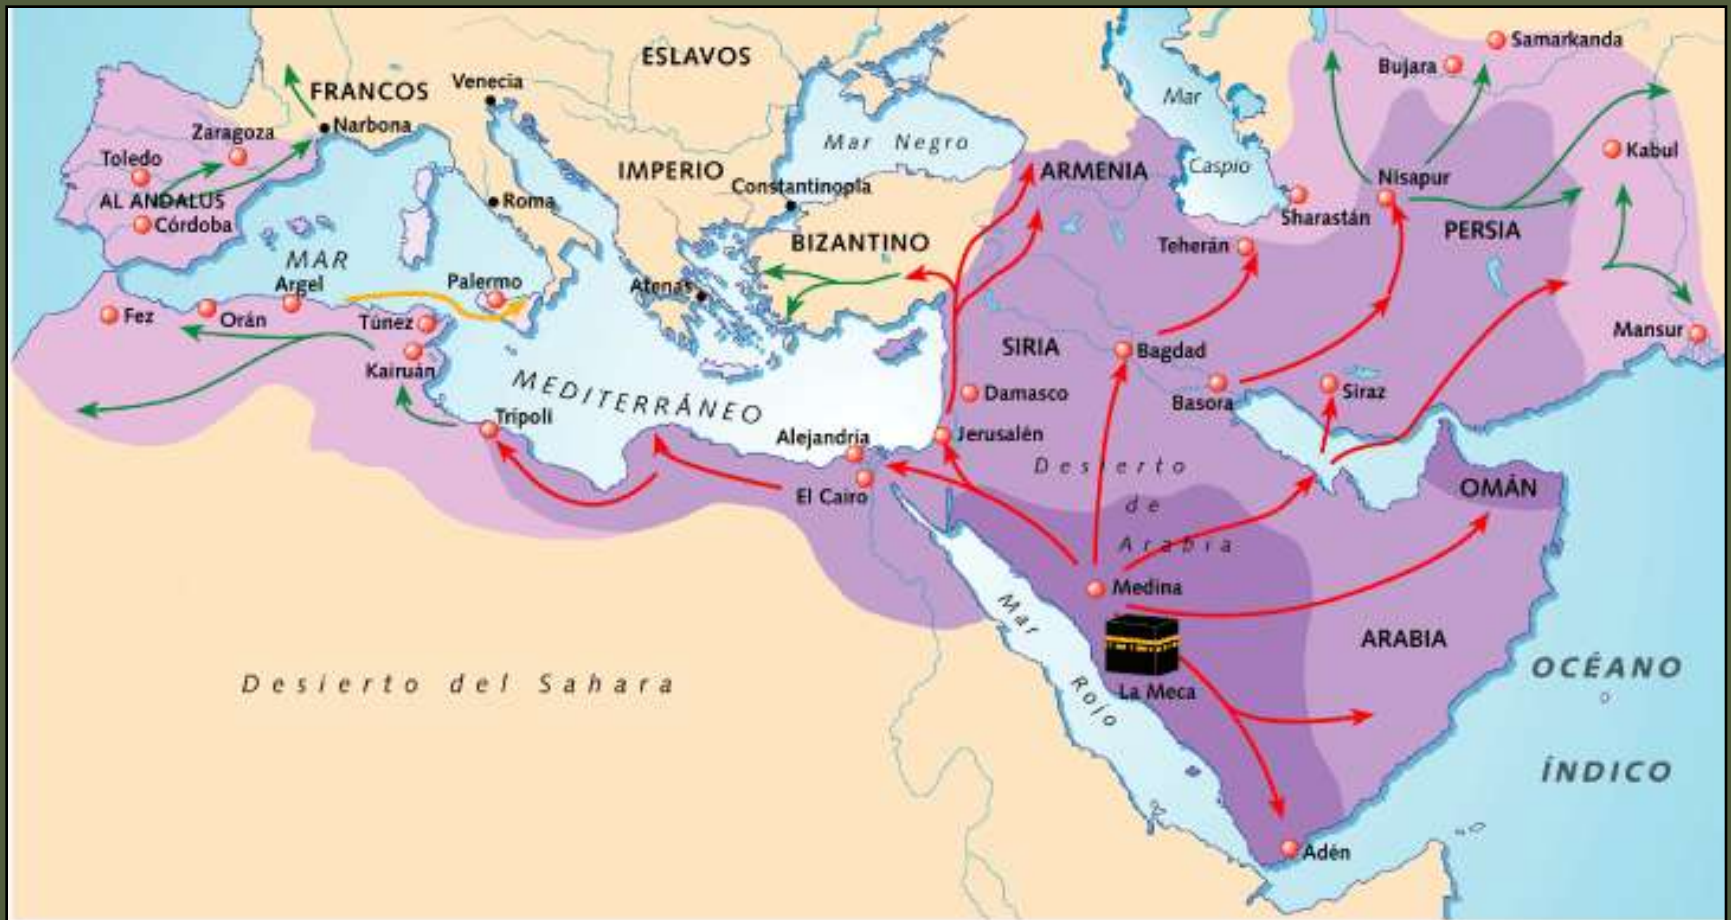 ESLAVOS
Samarkanda
Bujara
Venecia
FRANCOS
Mar
Caspio
Narbona
Zaragoza
Mar Negro
Toledo
IMPERIO
ARMENIA
Kabul
Constantinopla
Nisapur
AL ANDALUS
Roma
Córdoba
Sharastán
BIZANTINO
Teherán
PERSIA
MAR
Argel
Palermo
Atenas
Fez
Orán
Túnez
Mansur
SIRIA
Bagdad
Kairuán
MEDITERRÁNEO
Damasco
Basora
Siraz
Trípoli
Alejandría
Jerusalén
Desierto
de
Arabia
El Cairo
OMÁN
Medina
Mar
Rojo
ARABIA
La Meca
OCÉANO
ÍNDICO
Desierto del Sahara
Adén